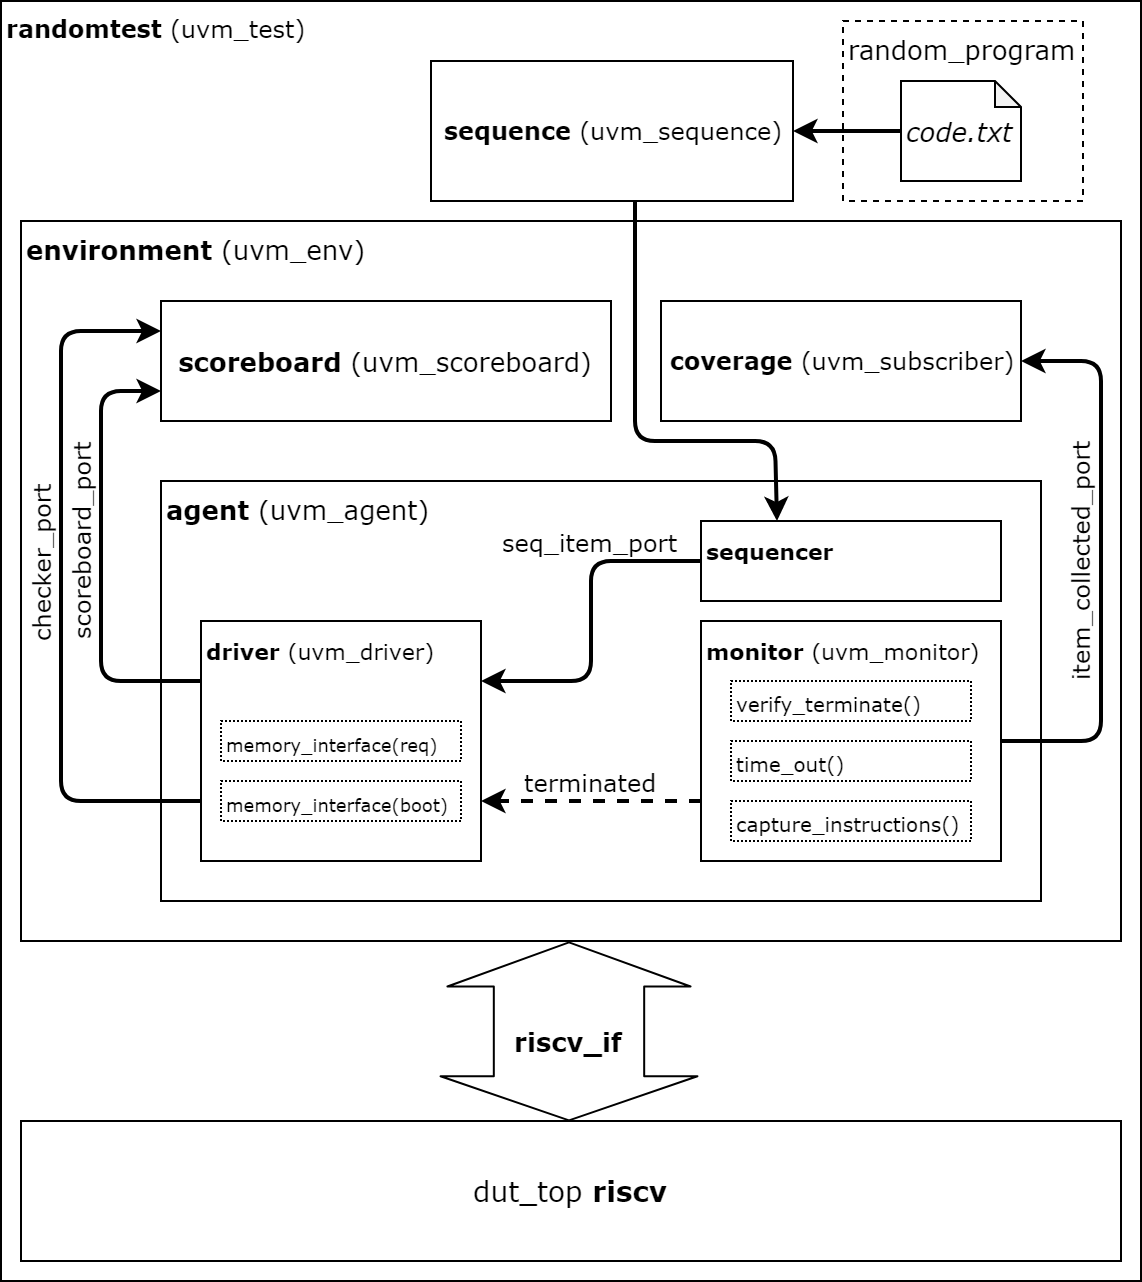 randomtest (uvm_test)
random_program
code.txt
sequence (uvm_sequence)
environment (uvm_env)
scoreboard (uvm_scoreboard)
coverage (uvm_subscriber)
checker_port
scoreboard_port
item_collected_port
agent (uvm_agent)
seq_item_port
sequencer
driver (uvm_driver)
memory_interface(req)
memory_interface(boot)
terminated
monitor (uvm_monitor)
verify_terminate()
time_out()
capture_instructions()
riscv_if
dut_top riscv